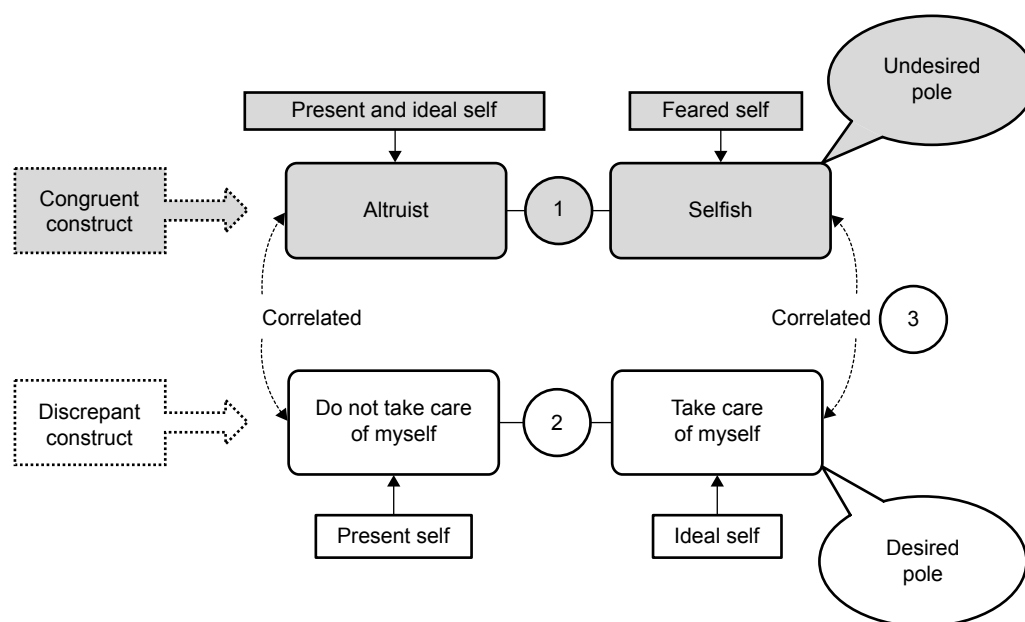 Undesired
pole
Present and ideal self
Feared self
Congruent
construct
Altruist
1
Selfish
Correlated
Correlated
3
Discrepant
construct
Do not take care
of myself
2
Take care
of myself
Present self
Ideal self
Desired
pole